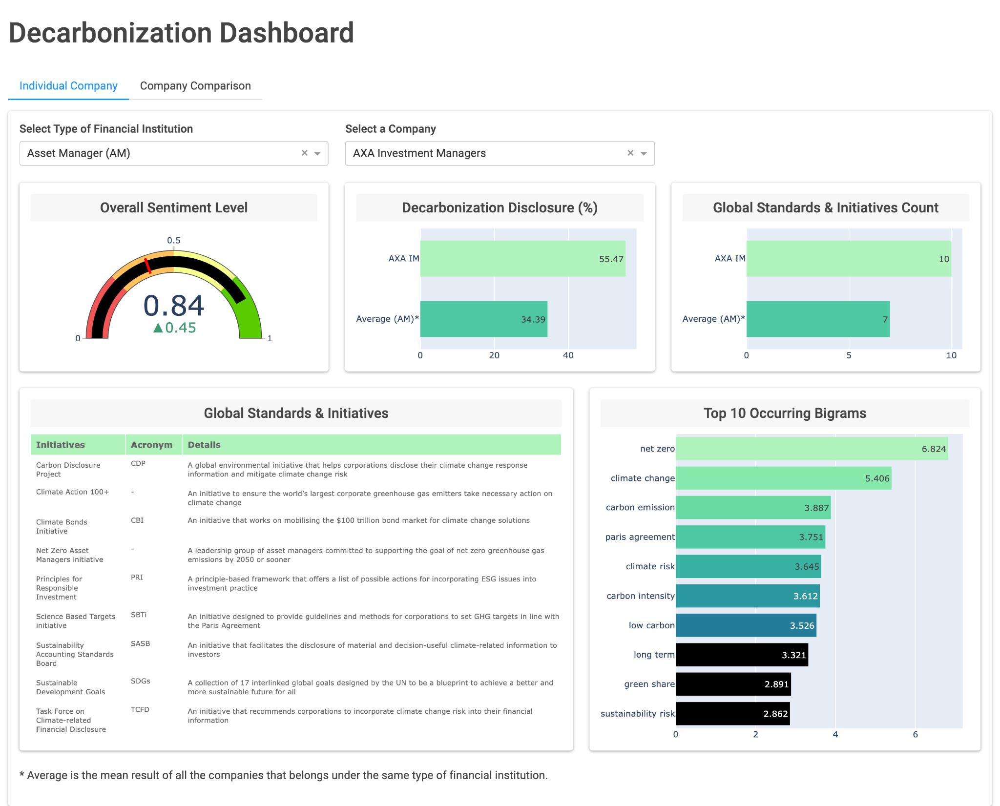 Decarbonization Dashboard
Individual Company
Company Comparison
Select Type of Financial Institution
Asset Manager (AM)
Select a Company
AXA Investment Managers
Overall Sentiment Level
0.5
0.84
▲0.45
0
1
Decarbonization Disclosure (%)
AXA IM
55.47
Average (AM)*
34.39
0
20
40
Global Standards & Initiatives Count
AXA IM
10
Average (AM)*
7
0
5
10
Global Standards & Initiatives
Initiatives
Acronym
Details
Carbon Disclosure
Project
CDP
A global environmental initiative that helps corporations disclose their climate change response
information and mitigate climate change risk
Climate Action 100+
-
An initiative to ensure the world’s largest corporate greenhouse gas emitters take necessary action on
climate change
Climate Bonds
Initiative
CBI
An initiative that works on mobilising the $100 trillion bond market for climate change solutions
Net Zero Asset
Managers initiative
-
A leadership group of asset managers committed to supporting the goal of net zero greenhouse gas
emissions by 2050 or sooner
Principles for
Responsible
Investment
PRI
A principle-based framework that offers a list of possible actions for incorporating ESG issues into
investment practice
Science Based Targets
initiative
SBTi
An initiative designed to provide guidelines and methods for corporations to set GHG targets in line with
the Paris Agreement
Sustainability
Accounting Standards
Board
SASB
An initiative that facilitates the disclosure of material and decision-useful climate-related information to
investors
Sustainable
Development Goals
SDGs
A collection of 17 interlinked global goals designed by the UN to be a blueprint to achieve a better and
more sustainable future for all
Task Force on
Climate-related
Financial Disclosure
TCFD
An initiative that recommends corporations to incorporate climate change risk into their financial
information
Top 10 Occurring Bigrams
net zero
6.824
climate change
5.406
carbon emission
3.887
paris agreement
3.751
climate risk
3.645
carbon intensity
3.612
low carbon
3.526
long term
3.321
green share
2.891
sustainability risk
2.862
0
2
4
6
* Average is the mean result of all the companies that belongs under the same type of financial institution.